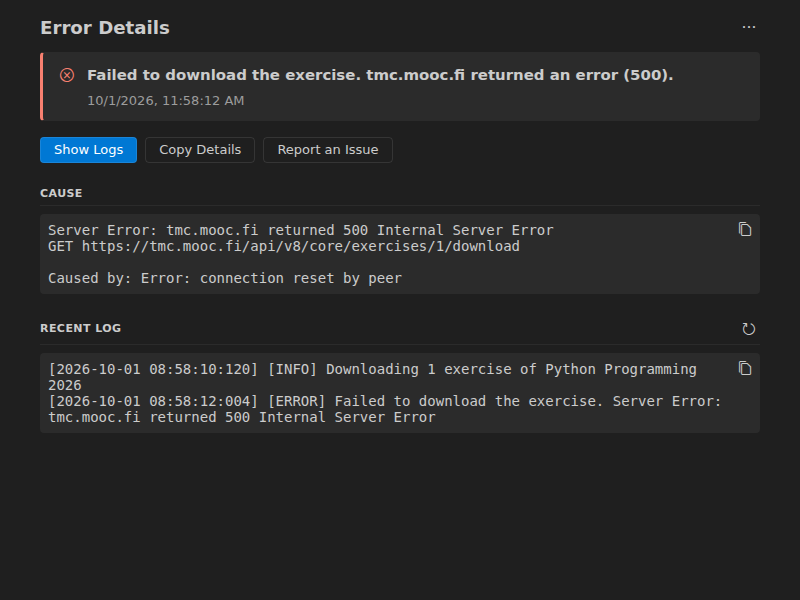 Error Details
...
Failed to download the exercise. tmc.mooc.fi returned an error (500).
10/1/2026, 11:58:12 AM
Show Logs
Copy Details
Report an Issue
CAUSE
Server Error: tmc.mooc.fi returned 500 Internal Server Error
GET https://tmc.mooc.fi/api/v8/core/exercises/1/download
Caused by: Error: connection reset by peer
RECENT LOG
[2026-10-01 08:58:10:120] [INFO] Downloading 1 exercise of Python Programming
2026
[2026-10-01 08:58:12:004] [ERROR] Failed to download the exercise. Server Error:
tmc.mooc.fi returned 500 Internal Server Error